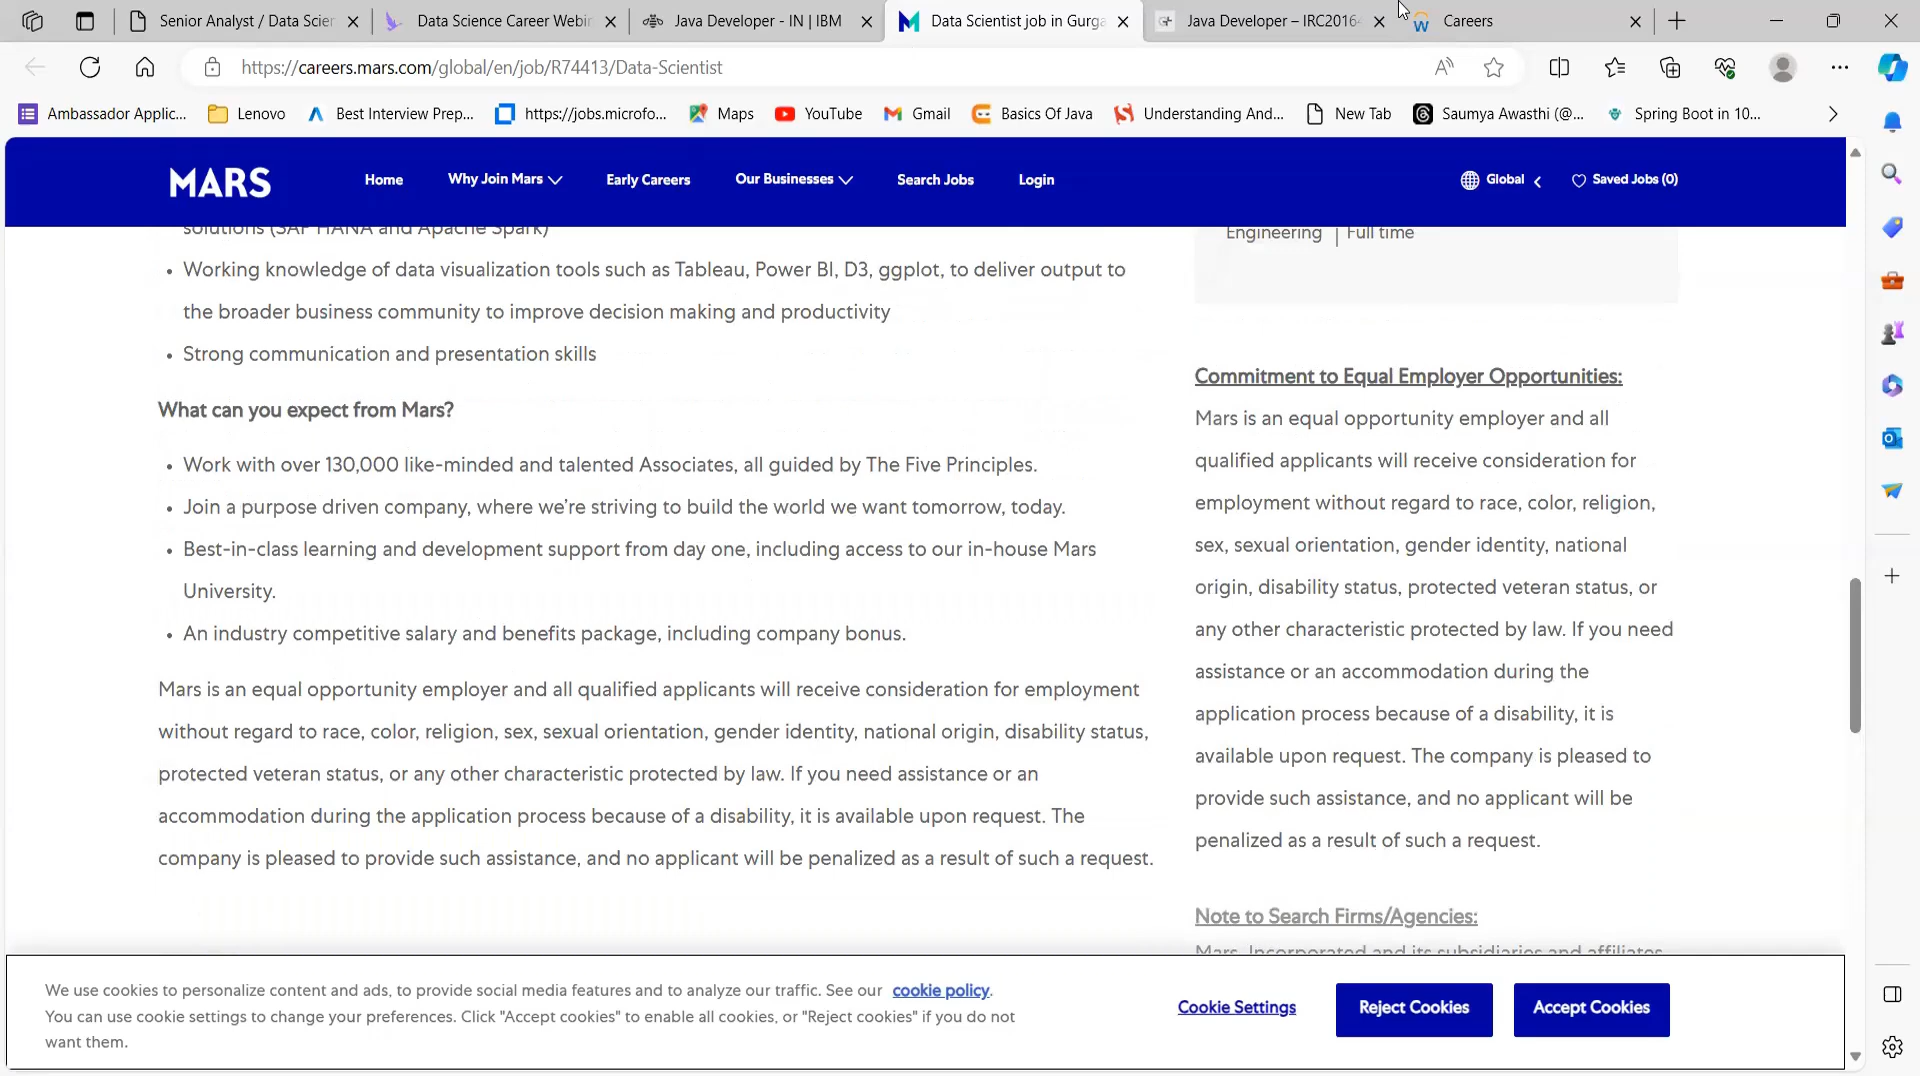 Senior Analyst / Data Scien
Data Science Career Webin
Java Developer - IN | IBM
Data Scientist job in Gurga
Java Developer – IRC2016
Careers
https://careers.mars.com/global/en/job/R74413/Data-Scientist
Ambassador Applic...
Lenovo
Best Interview Prep...
https://jobs.microfo...
Maps
YouTube
Gmail
Basics Of Java
Understanding And...
New Tab
Saumya Awasthi (@...
Spring Boot in 10...
MARS
Home
Why Join Mars
Early Careers
Our Businesses
Search Jobs
Login
Global
Saved Jobs (0)
solutions (SAP HANA and Apache Spark)
• Working knowledge of data visualization tools such as Tableau, Power BI, D3, ggplot, to deliver output to
the broader business community to improve decision making and productivity
• Strong communication and presentation skills
What can you expect from Mars?
• Work with over 130,000 like-minded and talented Associates, all guided by The Five Principles.
• Join a purpose driven company, where we’re striving to build the world we want tomorrow, today.
• Best-in-class learning and development support from day one, including access to our in-house Mars
University.
• An industry competitive salary and benefits package, including company bonus.
Mars is an equal opportunity employer and all qualified applicants will receive consideration for employment
without regard to race, color, religion, sex, sexual orientation, gender identity, national origin, disability status,
protected veteran status, or any other characteristic protected by law. If you need assistance or an
accommodation during the application process because of a disability, it is available upon request. The
company is pleased to provide such assistance, and no applicant will be penalized as a result of such a request.
Engineering | Full time
Commitment to Equal Employer Opportunities:
Mars is an equal opportunity employer and all
qualified applicants will receive consideration for
employment without regard to race, color, religion,
sex, sexual orientation, gender identity, national
origin, disability status, protected veteran status, or
any other characteristic protected by law. If you need
assistance or an accommodation during the
application process because of a disability, it is
available upon request. The company is pleased to
provide such assistance, and no applicant will be
penalized as a result of such a request.
Note to Search Firms/Agencies:
Mars, Incorporated and its subsidiaries and affiliates
We use cookies to personalize content and ads, to provide social media features and to analyze our traffic. See our cookie policy.
You can use cookie settings to change your preferences. Click "Accept cookies" to enable all cookies, or "Reject cookies" if you do not
want them.
Cookie Settings
Reject Cookies
Accept Cookies